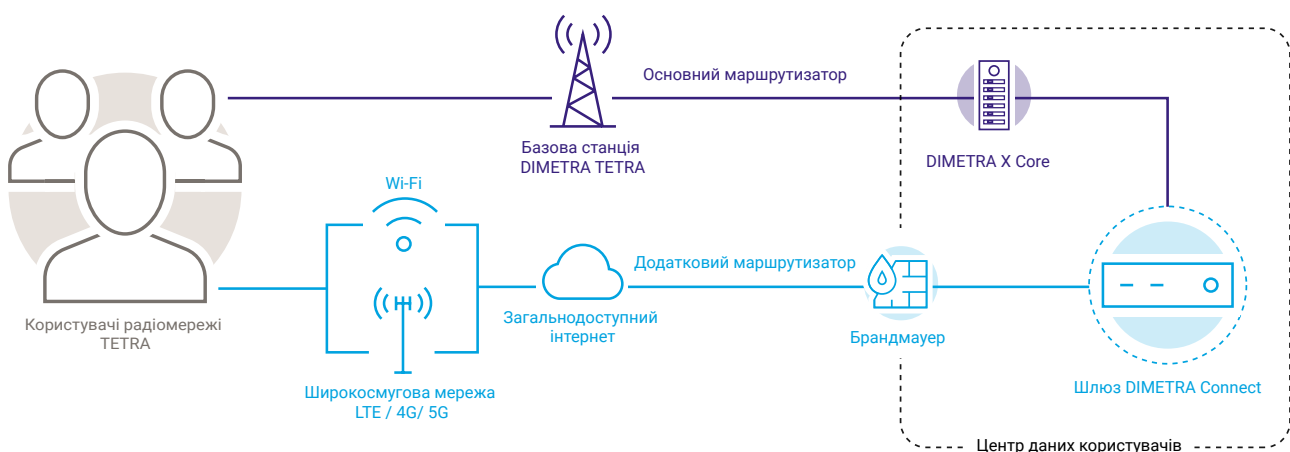 Основний маршрутизатор
Базова станція
DIMETRA TETRA
DIMETRA X Core
Wi-Fi
Додатковий маршрутизатор
Загальнодоступний
інтернет
Користувачі радіомережі
TETRA
Брандмауер
Широкосмугова мережа
LTE / 4G/ 5G
Шлюз DIMETRA Connect
Центр даних користувачів